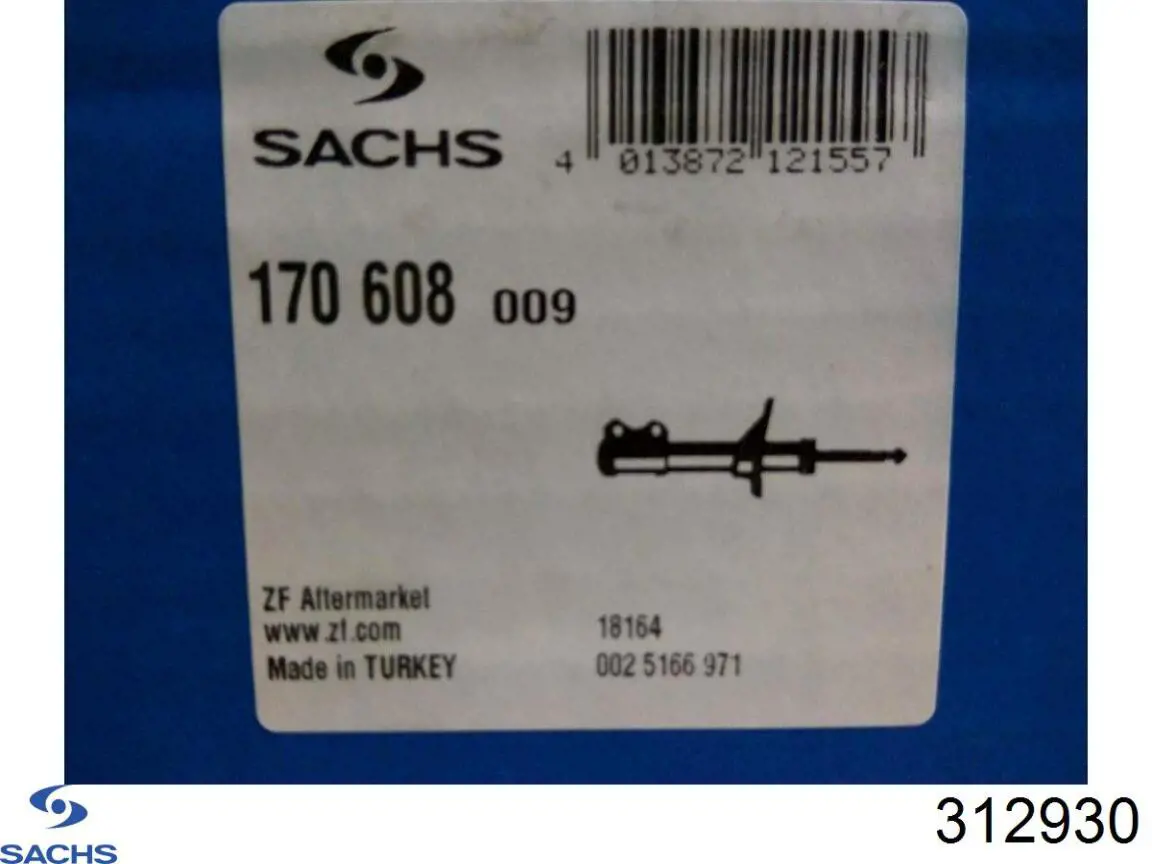 SACHS
4 013872 121557
170 608 009
ZF Aftermarket
www.zf.com
Made in TURKEY
18164
002 5166 971
SACHS
312930